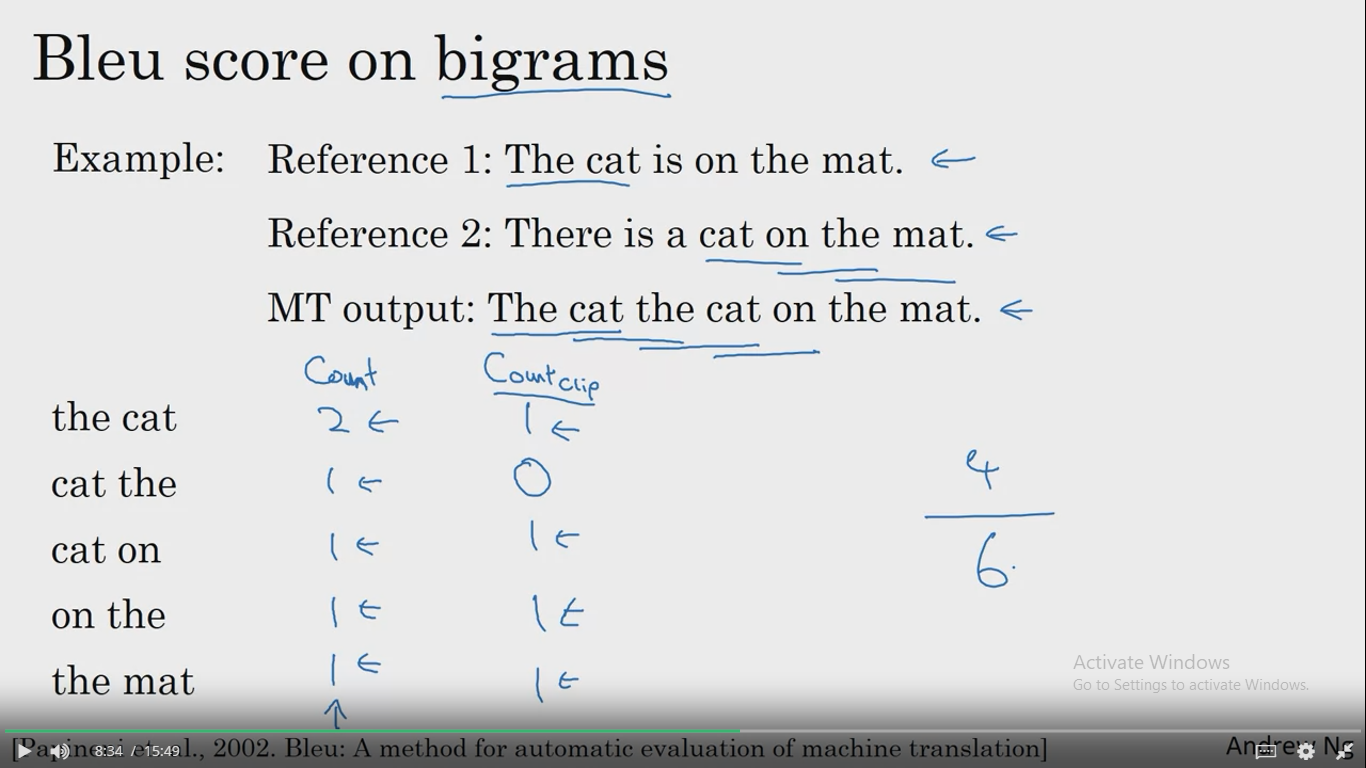 Bleu score on bigrams
Example: Reference 1: The cat is on the mat. ←
Reference 2: There is a cat on the mat. ←
MT output: The cat the cat on the mat. ←
Count Count clip
the cat 2 ← 1 ←
cat the 1 ← 0
cat on 1 ← 1 ←
on the 1 ← 1 ←
the mat 1 ← 1 ←
↑
4
6
Activate Windows
Go to Settings to activate Windows.
8:34 / 15:49
2002. Bleu: A method for automatic evaluation of machine translation]
Andrew Ng